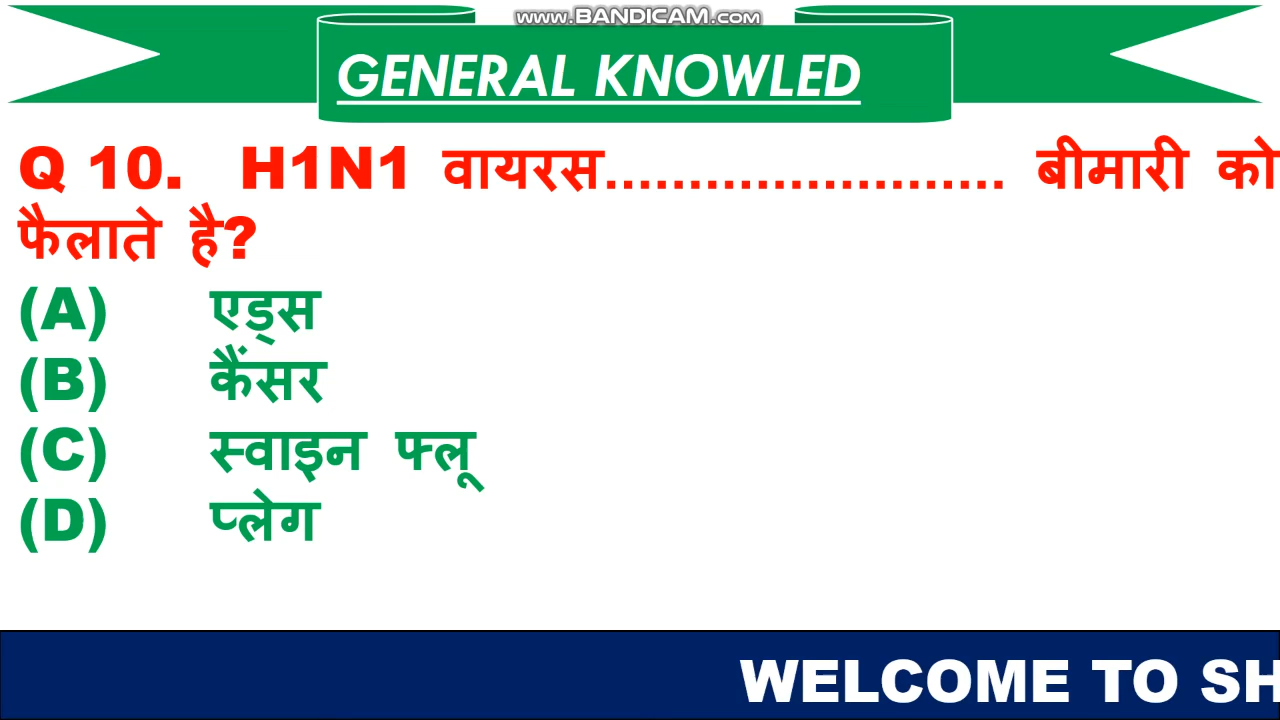 www.BANDICAM.com
GENERAL KNOWLED
Q 10. H1N1 वायरस........................ बीमारी को
फैलाते है?
(A) एड्स
(B) कैंसर
(C) स्वाइन फ्लू
(D) प्लेग
WELCOME TO SH